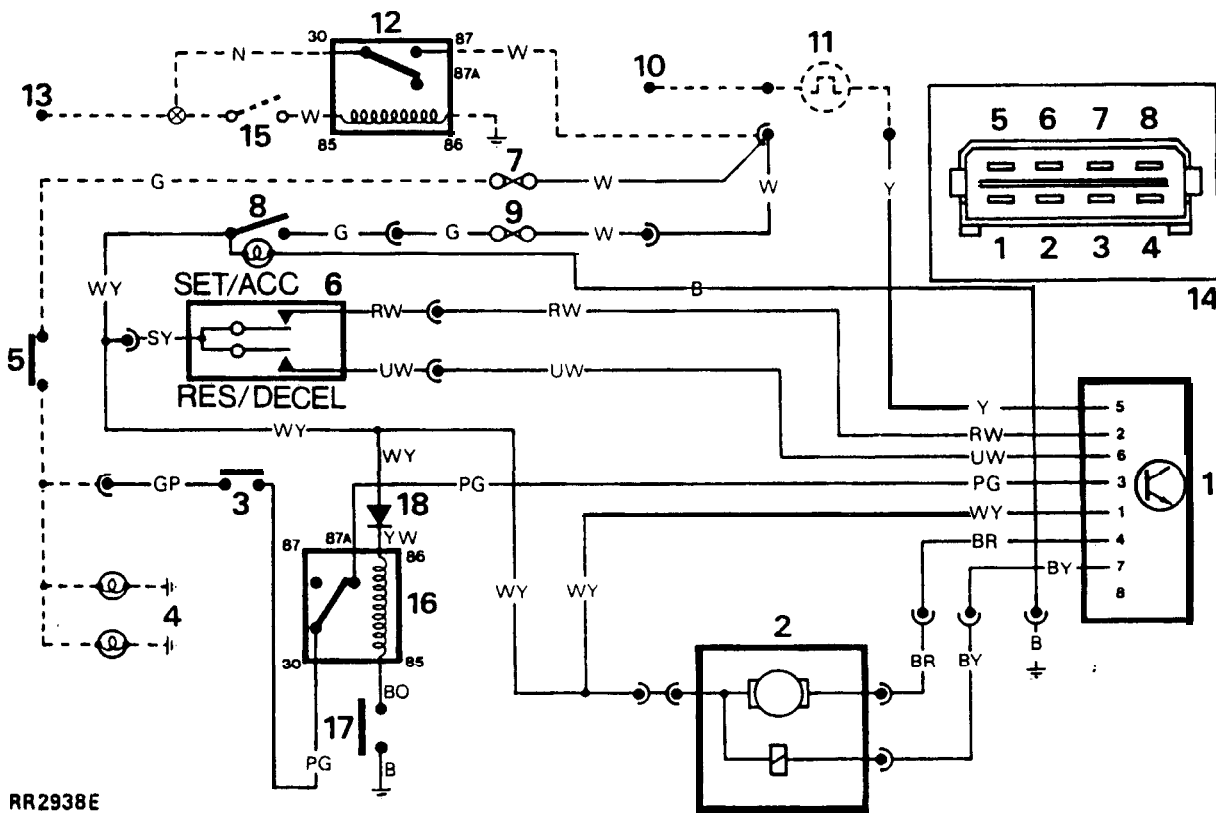 12
30
87
N
W
87A
13
15
W
85
86
10
11
5 6 7 8
1 2 3 4
14
7
G
W
W
Y
8
9
G
G
W
WY
B
SET/ACC 6
RW
RW
SY
5
UW
UW
RES/DECEL
WY
WY
Y 5
RW 2
UW 6
PG 3
WY 1
BR 4
BY 7
8
1
GP
3
PG
18
YW
87
87A
86
16
WY
WY
4
30
85
2
BR
BY
B
BO
17
PG
B
RR2938E